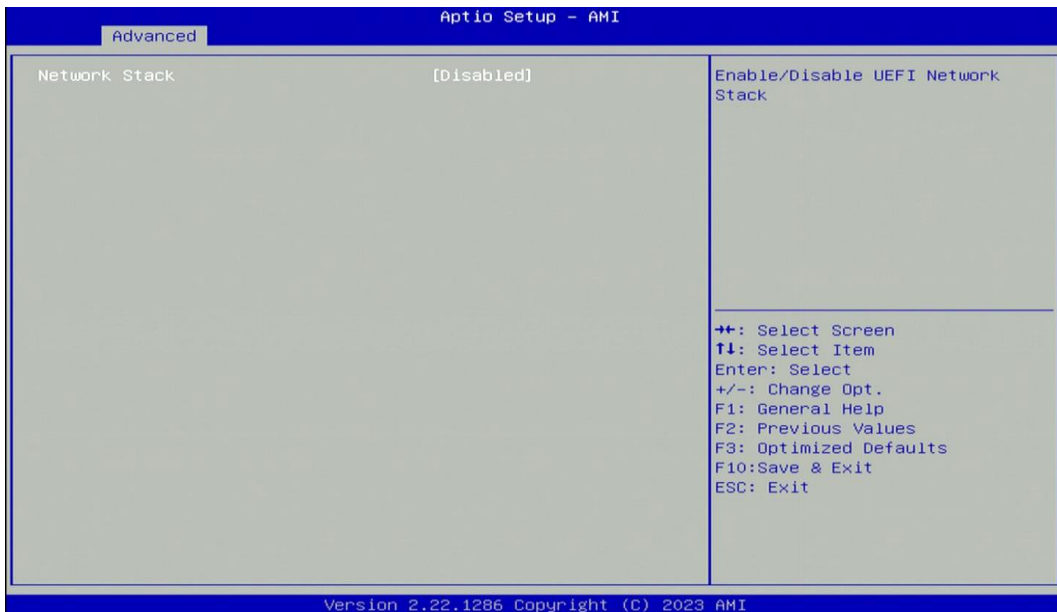 Aptio Setup – AMI
Advanced
Network Stack [Disabled]
Enable/Disable UEFI Network
Stack
→←: Select Screen
↑↓: Select Item
Enter: Select
+/-: Change Opt.
F1: General Help
F2: Previous Values
F3: Optimized Defaults
F10:Save & Exit
ESC: Exit
Version 2.22.1286 Copyright (C) 2023 AMI